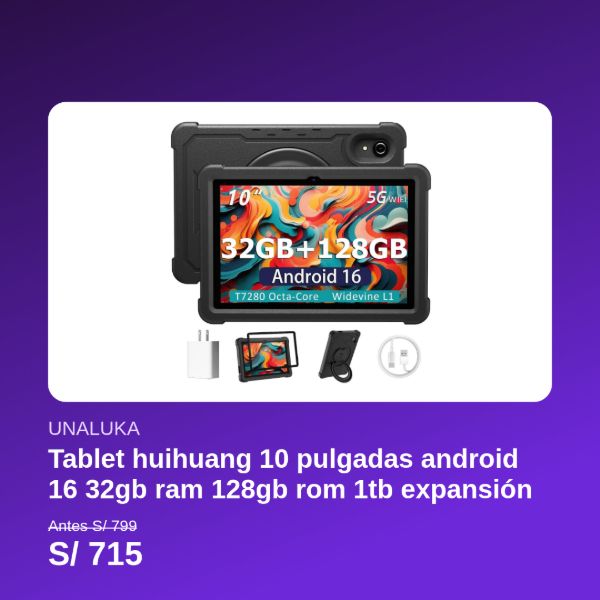 10“ 5G WIFI
32GB+128GB
Android 16
T7280 Octa-Core Widevine L1
UNALUKA
Tablet huihuang 10 pulgadas android
16 32gb ram 128gb rom 1tb expansión
Antes S/ 799
S/ 715